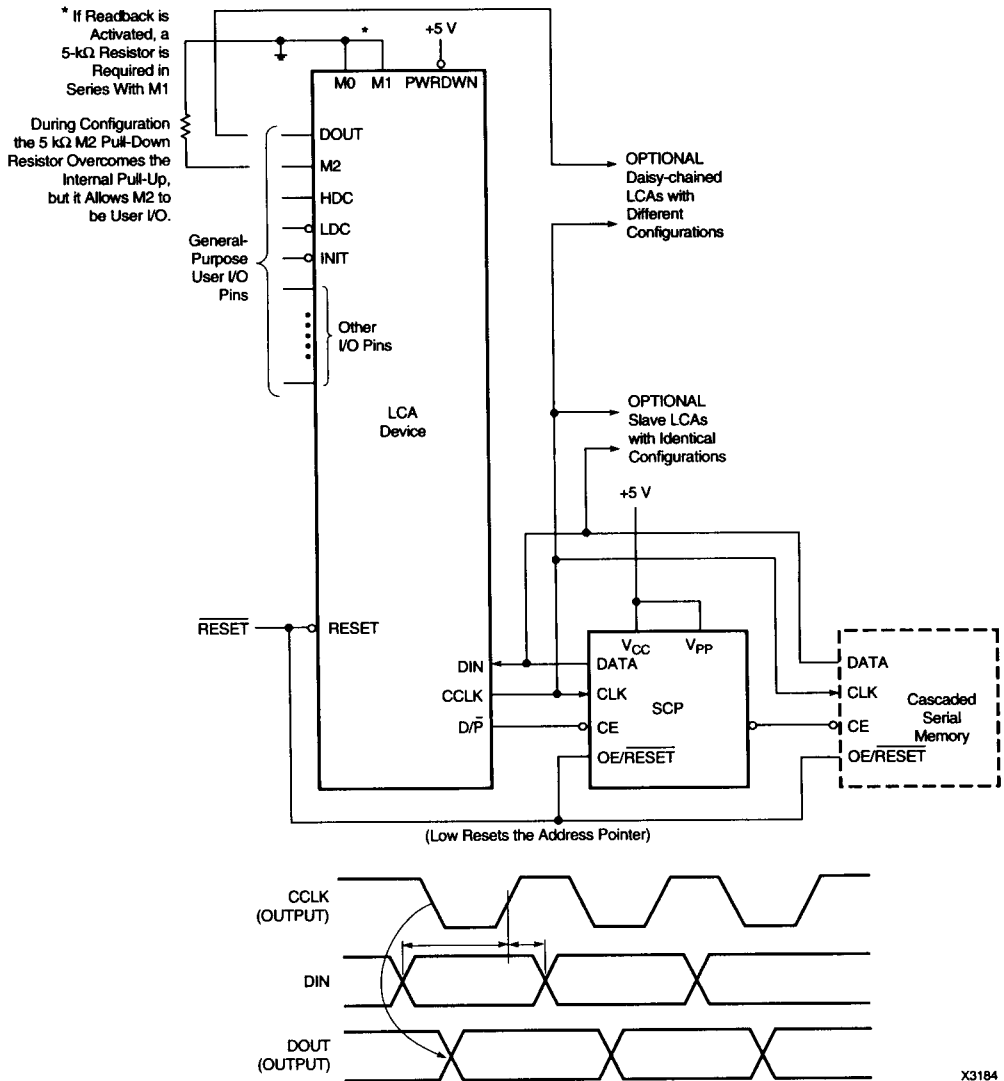 * If Readback is
Activated, a
5-kΩ Resistor is
Required in
Series With M1
During Configuration
the 5 kΩ M2 Pull-Down
Resistor Overcomes the
Internal Pull-Up,
but it Allows M2 to
be User I/O.
*
+5 V
M0 M1 PWRDWN
DOUT
M2
HDC
LDC
INIT
General-
Purpose
User I/O
Pins
Other
I/O Pins
LCA
Device
OPTIONAL
Daisy-chained
LCAs with
Different
Configurations
OPTIONAL
Slave LCAs
with Identical
Configurations
+5 V
RESET
RESET
DIN
CCLK
D/P
VCC VPP
DATA
CLK
SCP
CE
OE/RESET
DATA
CLK
Cascaded
Serial
Memory
CE
OE/RESET
(Low Resets the Address Pointer)
CCLK
(OUTPUT)
DIN
DOUT
(OUTPUT)
X3184